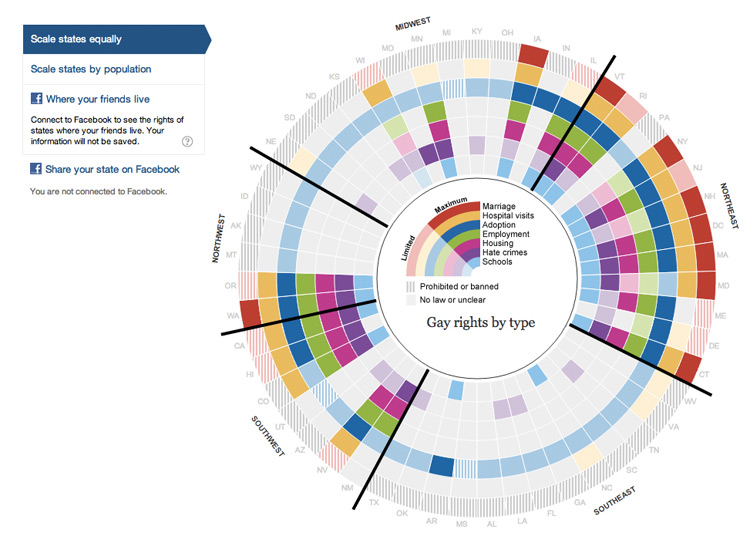 Scale states equally
Scale states by population
Where your friends live
Connect to Facebook to see the rights of
states where your friends live. Your
information will not be saved.
?
Share your state on Facebook
You are not connected to Facebook.
MIDWEST
NORTHEAST
SOUTHEAST
SOUTHWEST
NORTHWEST
KY
OH
IA
IN
IL
VT
RI
PA
NY
NJ
NH
DC
MA
MD
ME
DE
CT
WV
VA
TN
SC
NC
GA
FL
LA
AL
MS
AR
OK
TX
NM
NV
AZ
UT
CO
HI
CA
WA
OR
MT
AK
ID
WY
NE
SD
ND
KS
WI
MO
MN
MI
Limited
Maximum
Marriage
Hospital visits
Adoption
Employment
Housing
Hate crimes
Schools
Prohibited or banned
No law or unclear
Gay rights by type